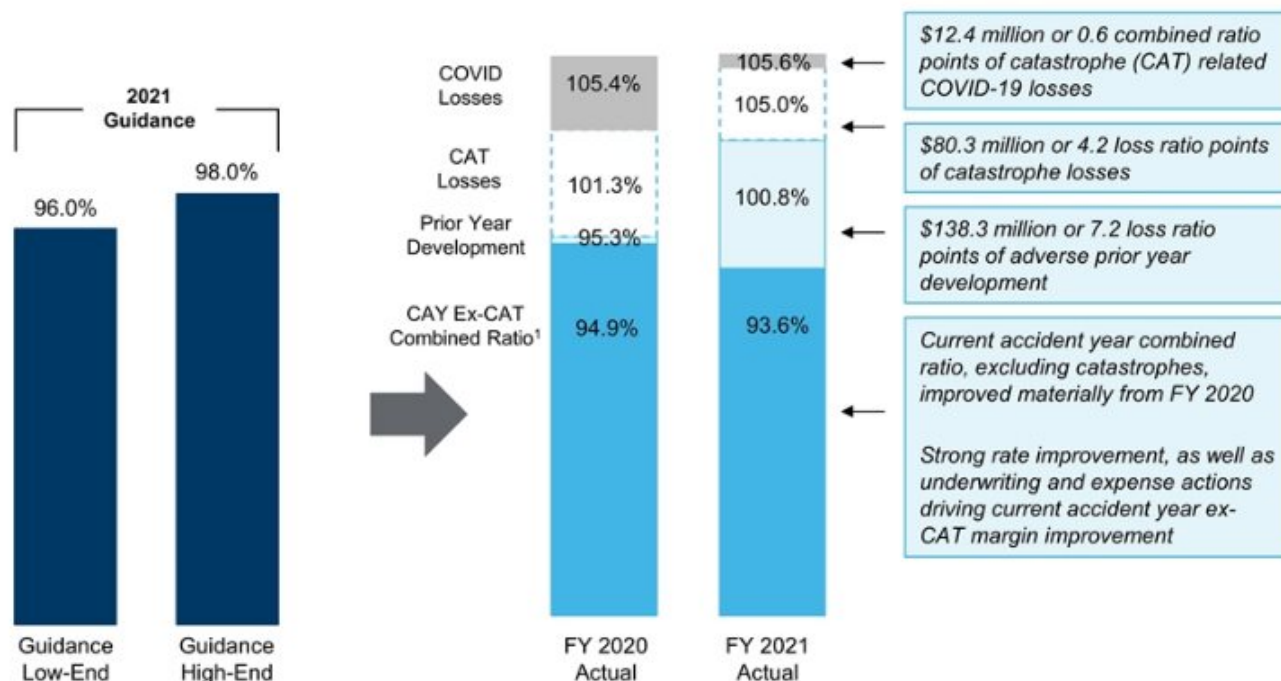 2021
Guidance
96.0%
98.0%
Guidance
Low-End
Guidance
High-End
COVID
Losses
CAT
Losses
Prior Year
Development
CAY Ex-CAT
Combined Ratio¹
105.4%
101.3%
95.3%
94.9%
FY 2020
Actual
105.6%
105.0%
100.8%
93.6%
FY 2021
Actual
$12.4 million or 0.6 combined ratio
points of catastrophe (CAT) related
COVID-19 losses
$80.3 million or 4.2 loss ratio points
of catastrophe losses
$138.3 million or 7.2 loss ratio
points of adverse prior year
development
Current accident year combined
ratio, excluding catastrophes,
improved materially from FY 2020
Strong rate improvement, as well as
underwriting and expense actions
driving current accident year ex-
CAT margin improvement